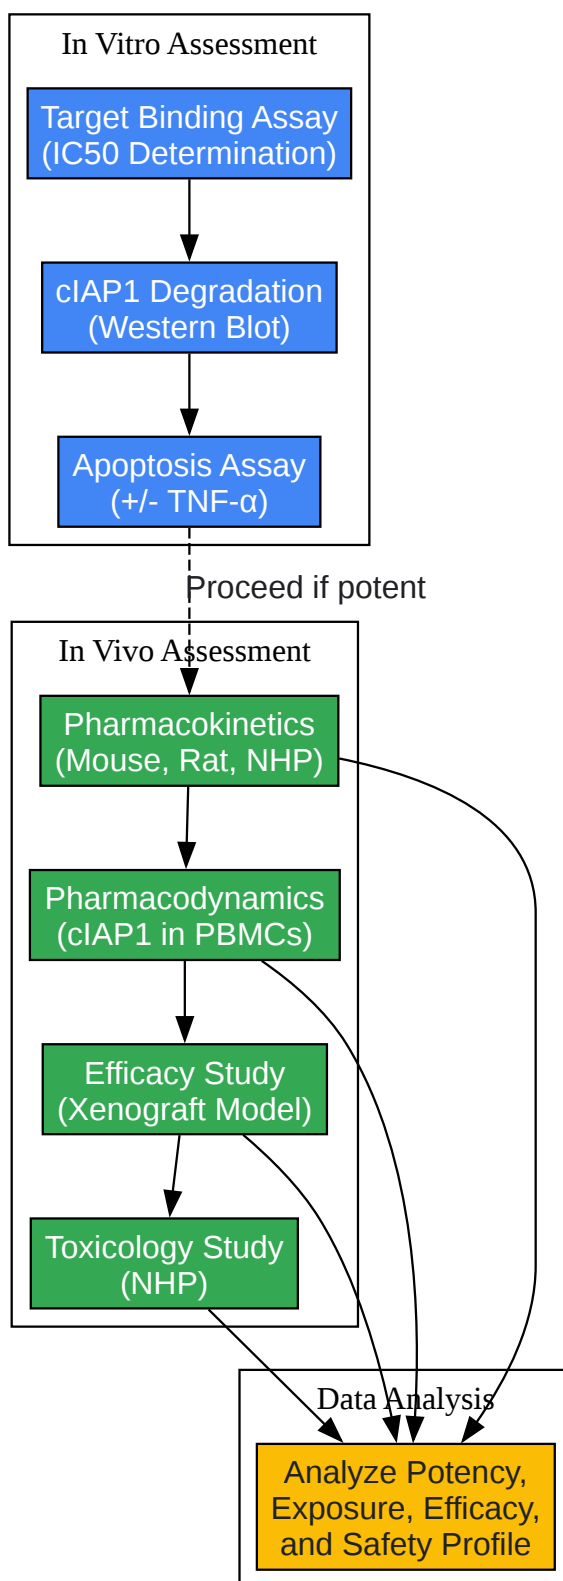 In Vitro Assessment
Target Binding Assay
(IC50 Determination)
cIAP1 Degradation
(Western Blot)
Apoptosis Assay
(+/- TNF-α)
Proceed if potent
In Vivo Assessment
Pharmacokinetics
(Mouse, Rat, NHP)
Pharmacodynamics
(cIAP1 in PBMCs)
Efficacy Study
(Xenograft Model)
Toxicology Study
(NHP)
Data Analysis
Analyze Potency,
Exposure, Efficacy,
and Safety Profile